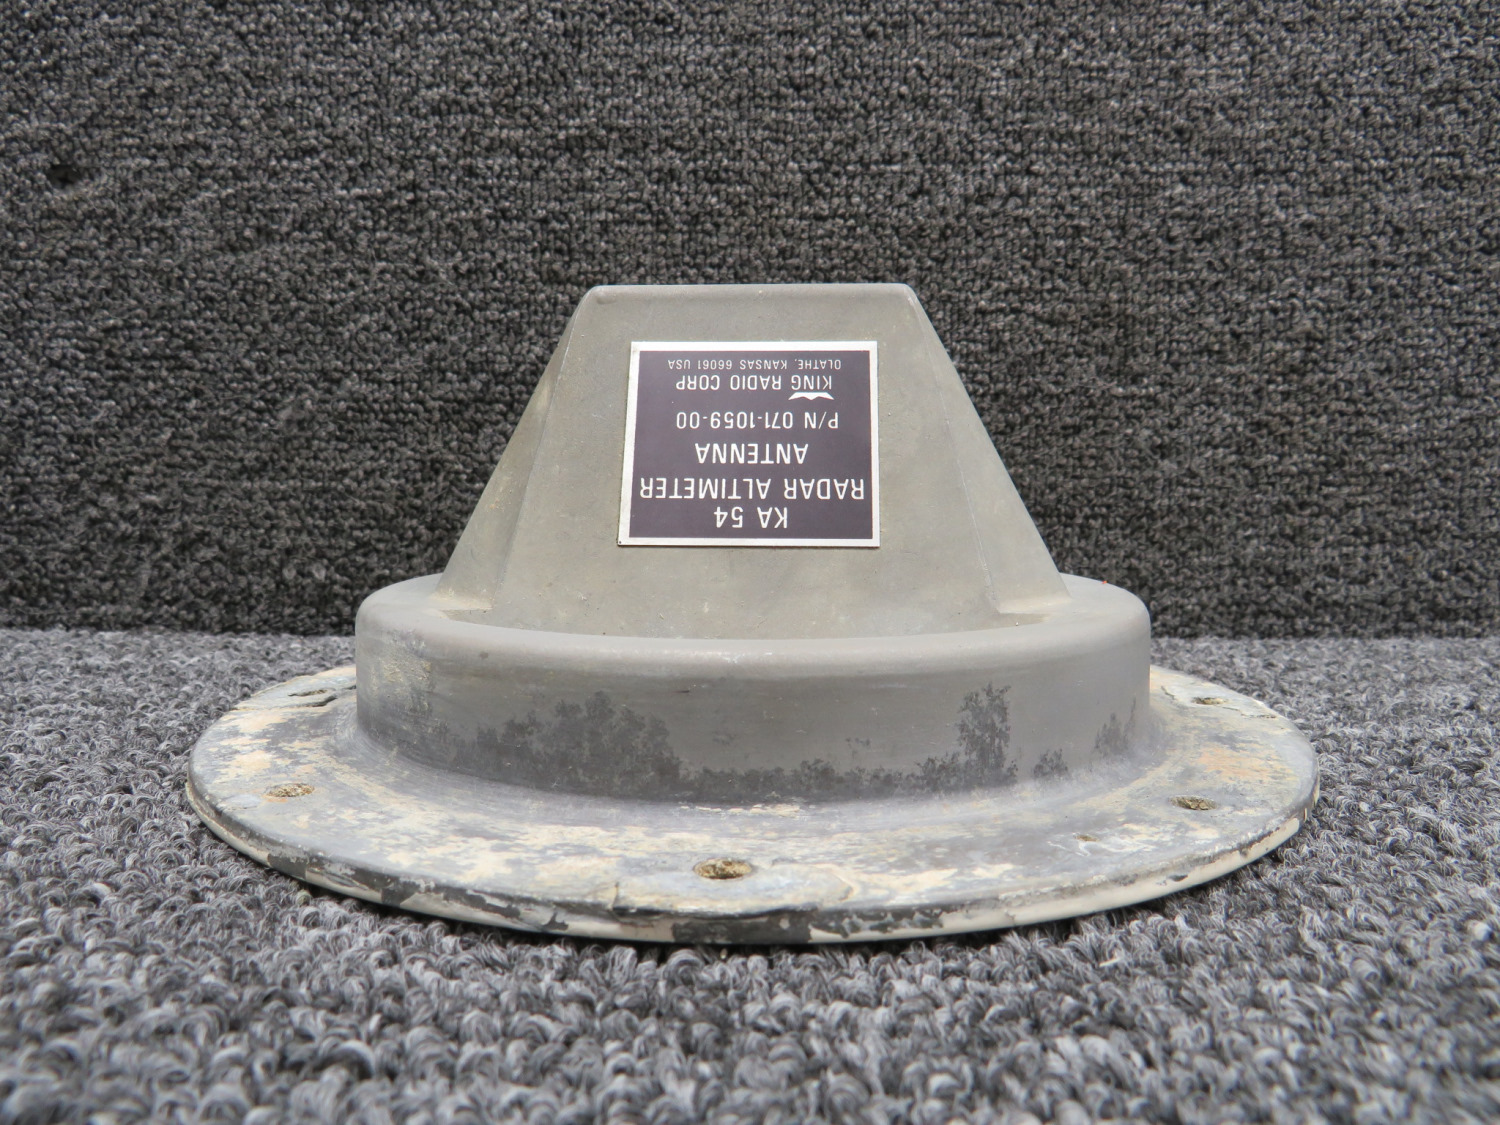 KA 54
RADAR ALTIMETER
ANTENNA
P/N 071-1059-00
KING RADIO CORP
OLATHE, KANSAS 66061 USA